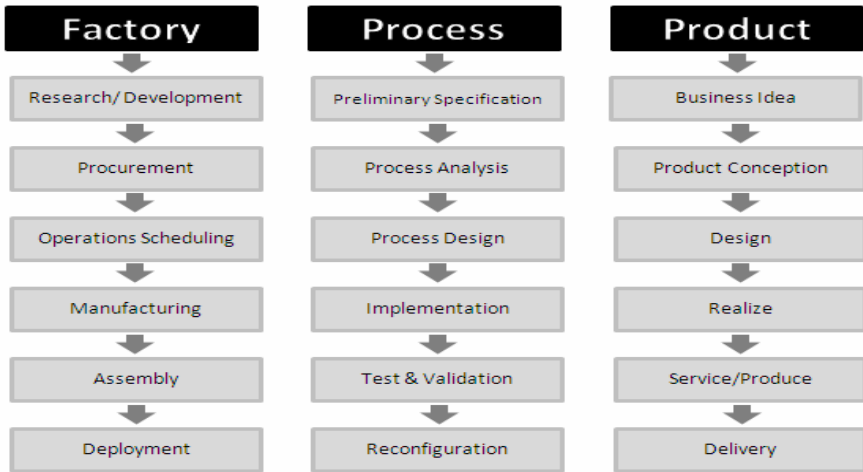 Factory
Process
Product
Research/ Development
Preliminary Specification
Business Idea
Procurement
Process Analysis
Product Conception
Operations Scheduling
Process Design
Design
Manufacturing
Implementation
Realize
Assembly
Test & Validation
Service/Produce
Deployment
Reconfiguration
Delivery